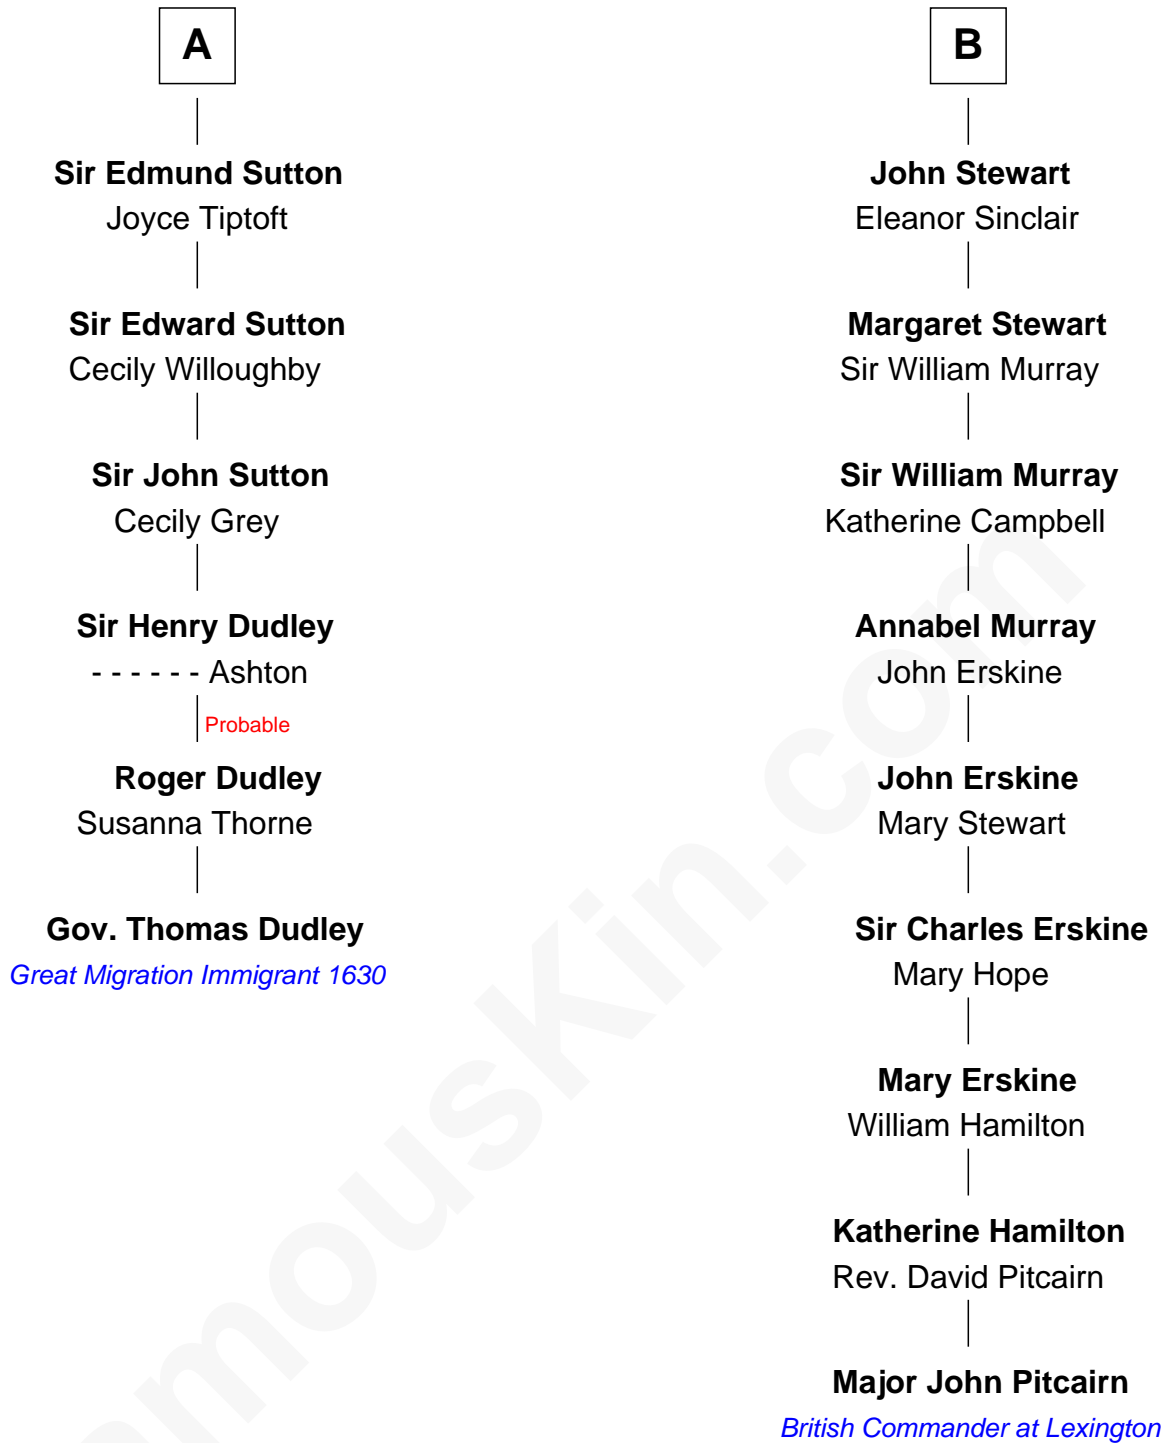 A
Sir Edmund Sutton
Joyce Tiptoft
Sir Edward Sutton
Cecily Willoughby
Sir John Sutton
Cecily Grey
Sir Henry Dudley
- - - - - - Ashton
Probable
Roger Dudley
Susanna Thorne
Gov. Thomas Dudley
Great Migration Immigrant 1630
B
John Stewart
Eleanor Sinclair
Margaret Stewart
Sir William Murray
Sir William Murray
Katherine Campbell
Annabel Murray
John Erskine
John Erskine
Mary Stewart
Sir Charles Erskine
Mary Hope
Mary Erskine
William Hamilton
Katherine Hamilton
Rev. David Pitcairn
Major John Pitcairn
British Commander at Lexington
amouskin.com